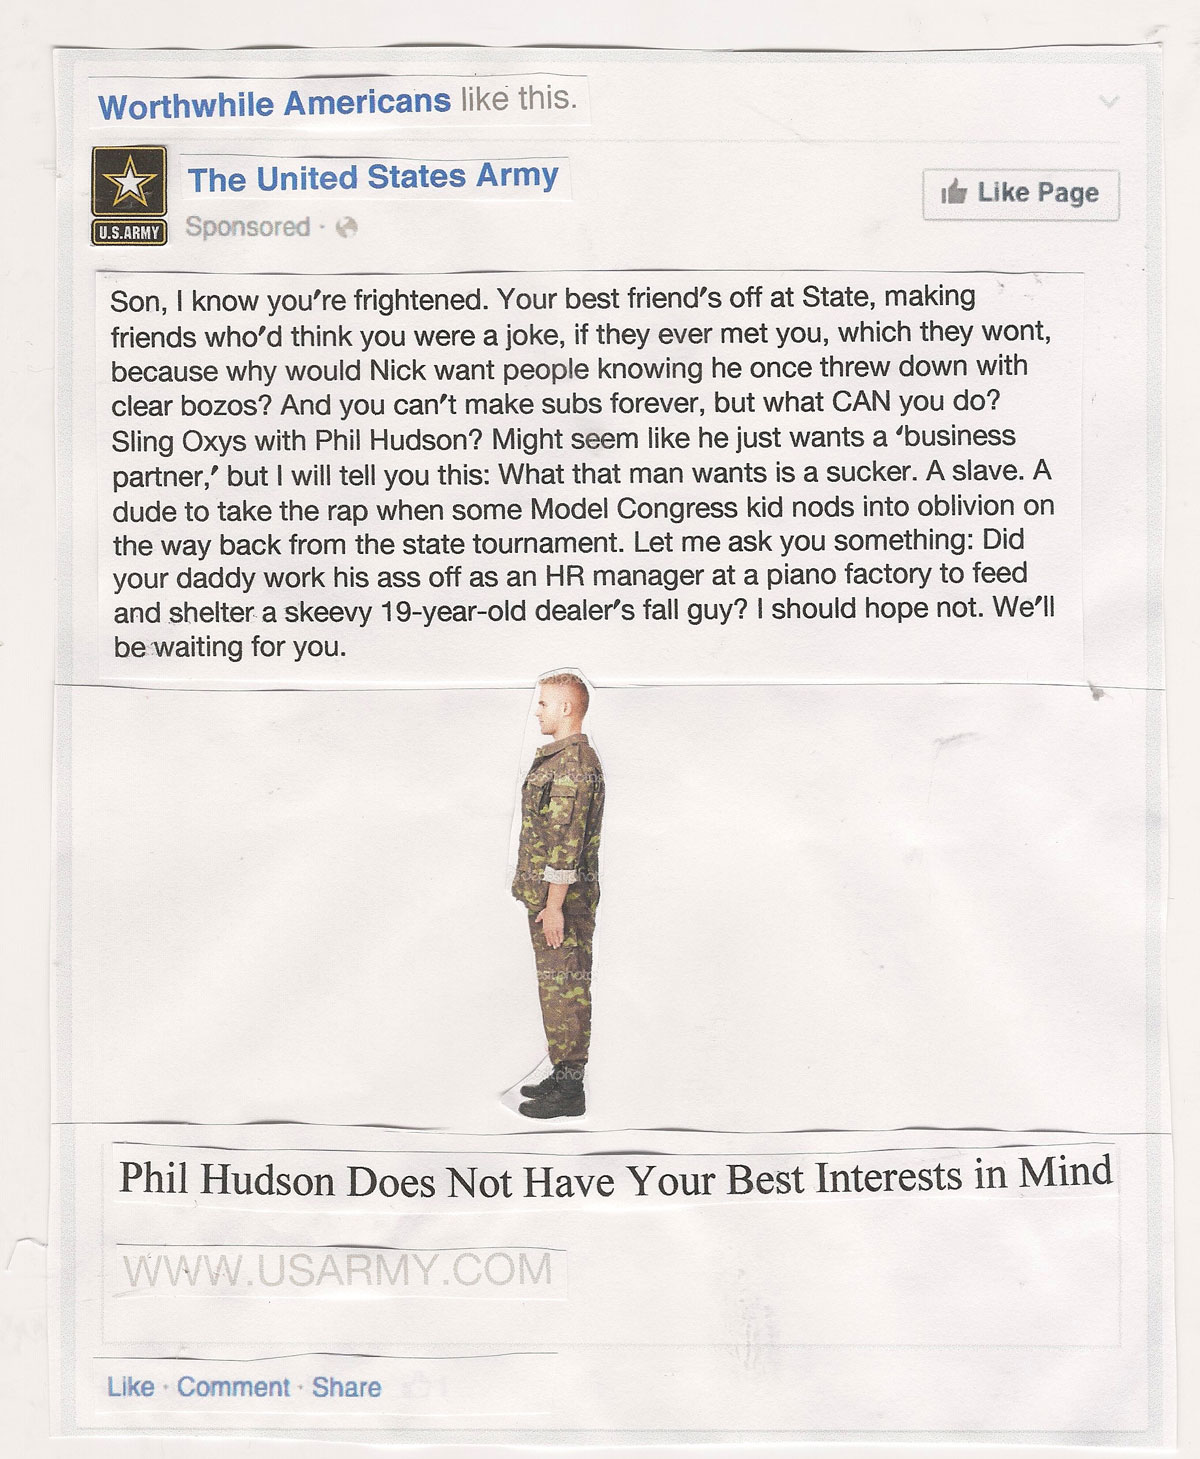 Worthwhile Americans like this.
The United States Army
Like Page
U.S.ARMY
Sponsored ·
Son, I know you're frightened. Your best friend's off at State, making
friends who'd think you were a joke, if they ever met you, which they wont,
because why would Nick want people knowing he once threw down with
clear bozos? And you can't make subs forever, but what CAN you do?
Sling Oxys with Phil Hudson? Might seem like he just wants a 'business
partner,' but I will tell you this: What that man wants is a sucker. A slave. A
dude to take the rap when some Model Congress kid nods into oblivion on
the way back from the state tournament. Let me ask you something: Did
your daddy work his ass off as an HR manager at a piano factory to feed
and shelter a skeevy 19-year-old dealer's fall guy? I should hope not. We'll
be waiting for you.
Phil Hudson Does Not Have Your Best Interests in Mind
WWW.USARMY.COM
Like · Comment · Share